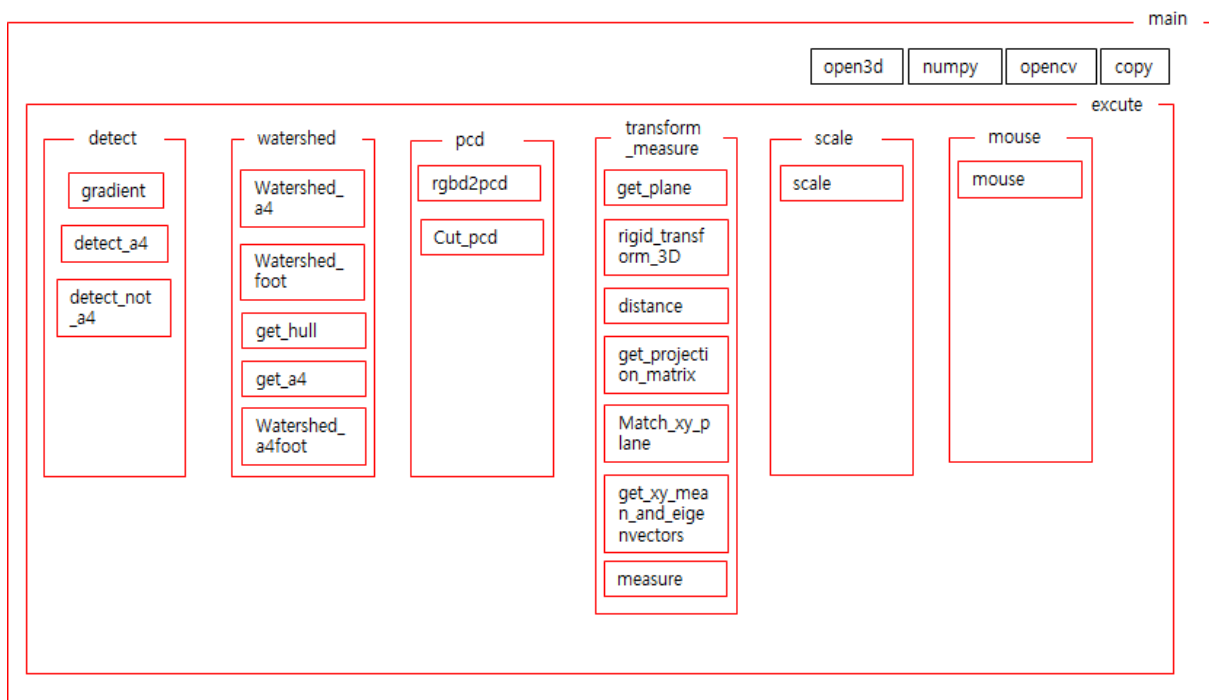 main
open3d
numpy
opencv
copy
excute
detect
gradient
detect_a4
detect_not
_a4
watershed
Watershed_
a4
Watershed_
foot
get_hull
get_a4
Watershed_
a4foot
pcd
rgbd2pcd
Cut_pcd
transform
_measure
get_plane
rigid_transf
orm_3D
distance
get_projecti
on_matrix
Match_xy_p
lane
get_xy_mea
n_and_eige
nvectors
measure
scale
scale
mouse
mouse